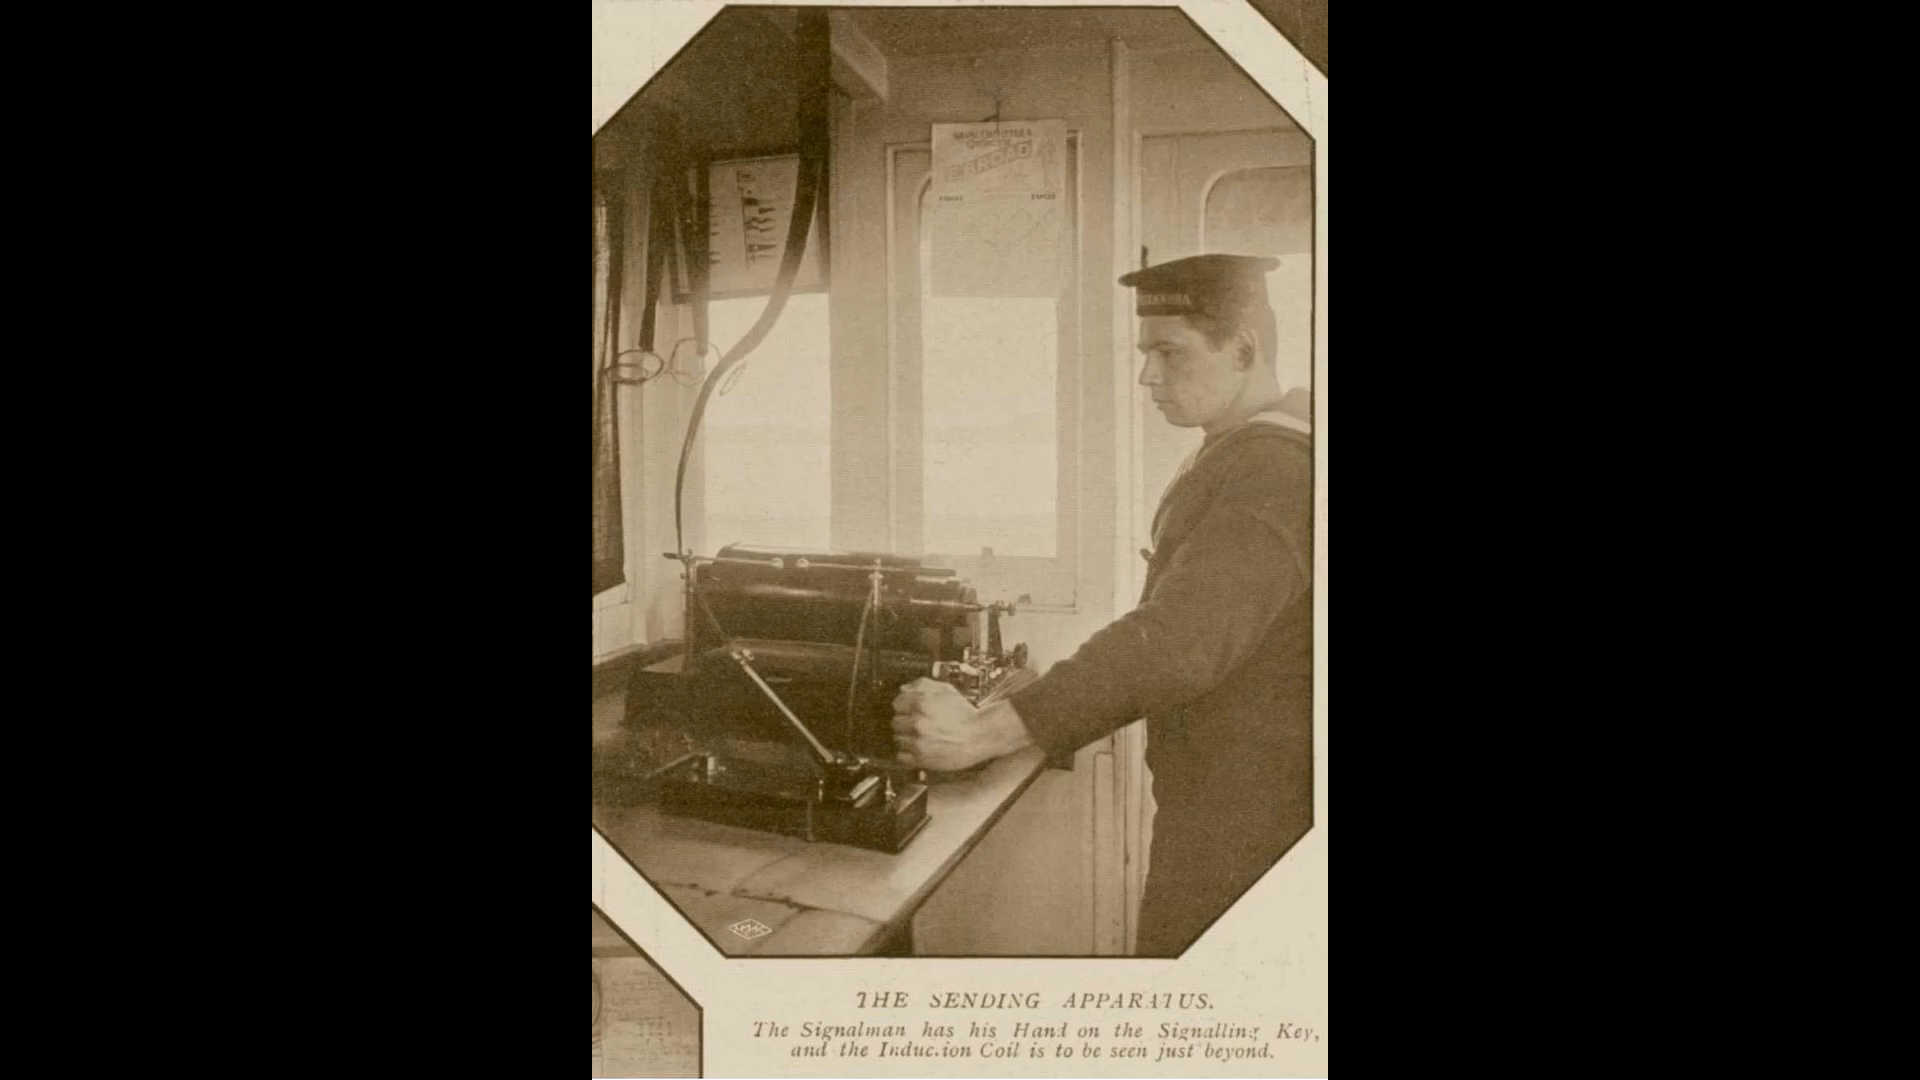 ABROAD
THE SENDING APPARATUS.
The Signalman has his Hand on the Signalling Key,
and the Induction Coil is to be seen just beyond.